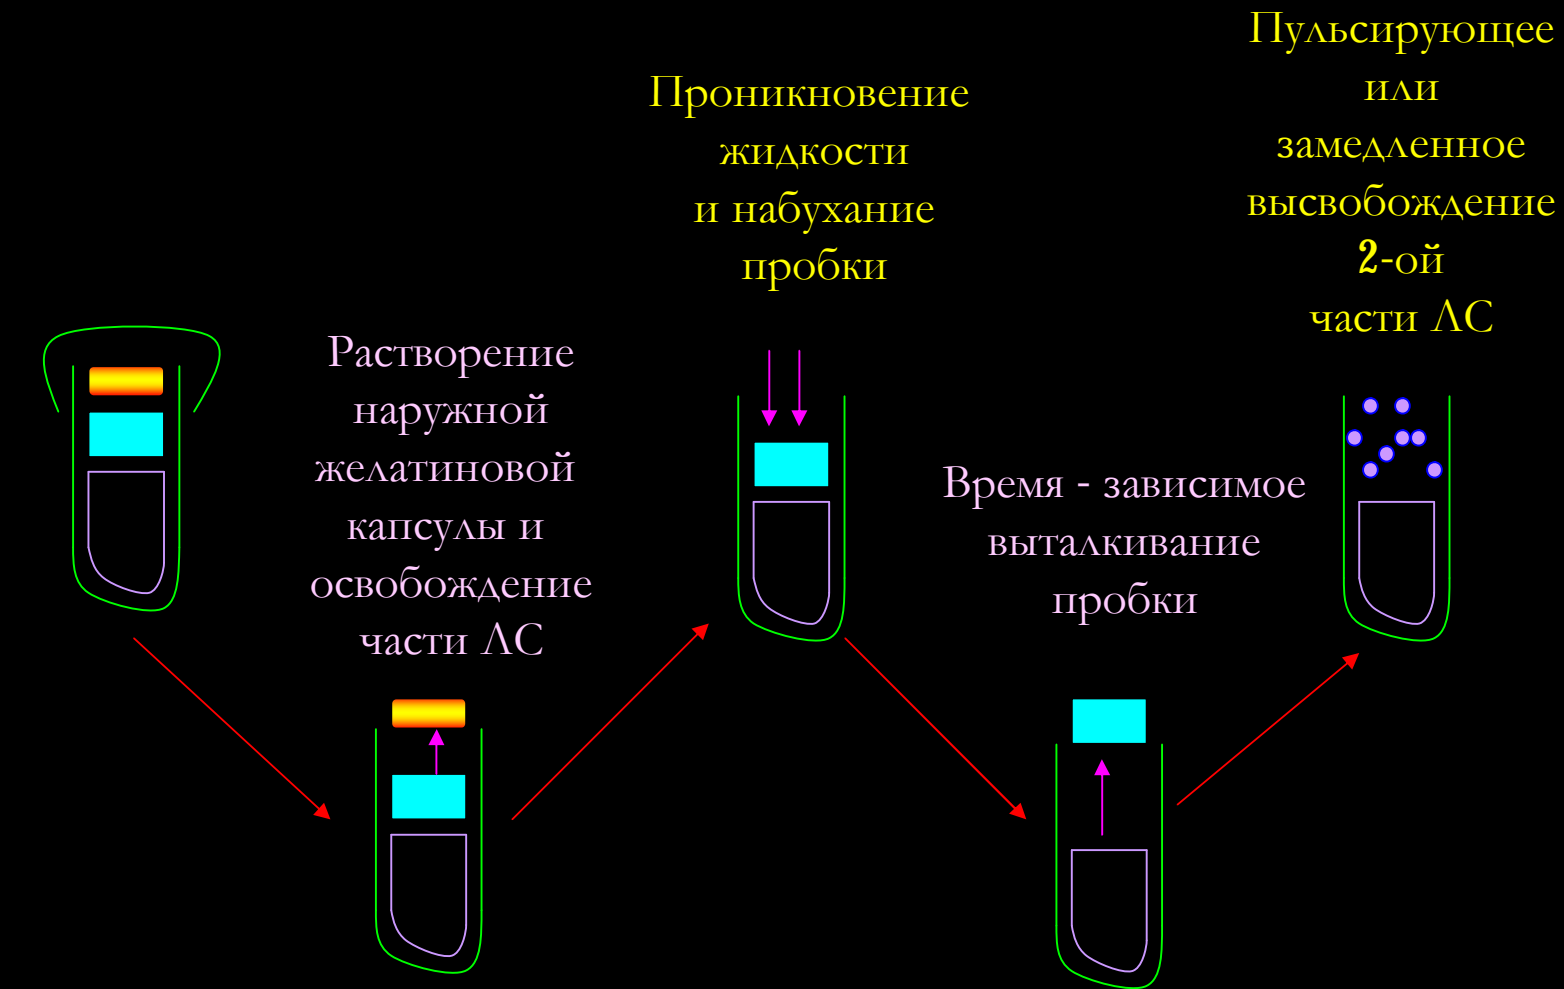 Растворение
наружной
желатиновой
капсулы и
освобождение
части ЛС
Проникновение
жидкости
и набухание
пробки
Время - зависимое
выталкивание
пробки
Пульсирующее
или
замедленное
высвобождение
2-ой
части ЛС